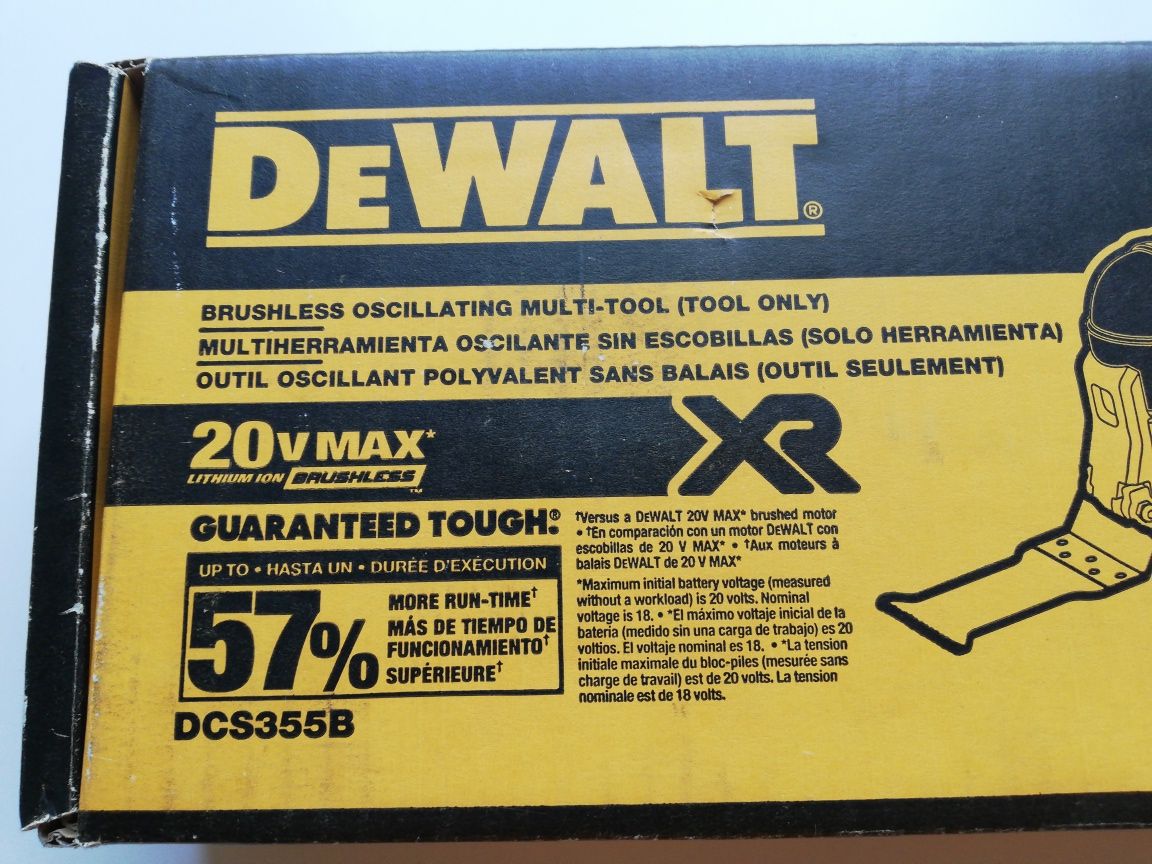 DEWALT®
BRUSHLESS OSCILLATING MULTI-TOOL (TOOL ONLY)
MULTIHERRAMIENTA OSCILANTE SIN ESCOBILLAS (SOLO HERRAMIENTA)
OUTIL OSCILLANT POLYVALENT SANS BALAIS (OUTIL SEULEMENT)
20V MAX*
LITHIUM ION BRUSHLESS™
XR
GUARANTEED TOUGH.®
UP TO • HASTA UN • DURÉE D'EXÉCUTION
57%
MORE RUN-TIME†
MÁS DE TIEMPO DE
FUNCIONAMIENTO†
SUPÉRIEURE†
DCS355B
†Versus a DEWALT 20V MAX* brushed motor
• †En comparación con un motor DEWALT con
escobillas de 20 V MAX* • †Aux moteurs à
balais DEWALT de 20 V MAX*
*Maximum initial battery voltage (measured
without a workload) is 20 volts. Nominal
voltage is 18. • *El máximo voltaje inicial de la
batería (medido sin una carga de trabajo) es 20
voltios. El voltaje nominal es 18. • *La tension
initiale maximale du bloc-piles (mesurée sans
charge de travail) est de 20 volts. La tension
nominale est de 18 volts.